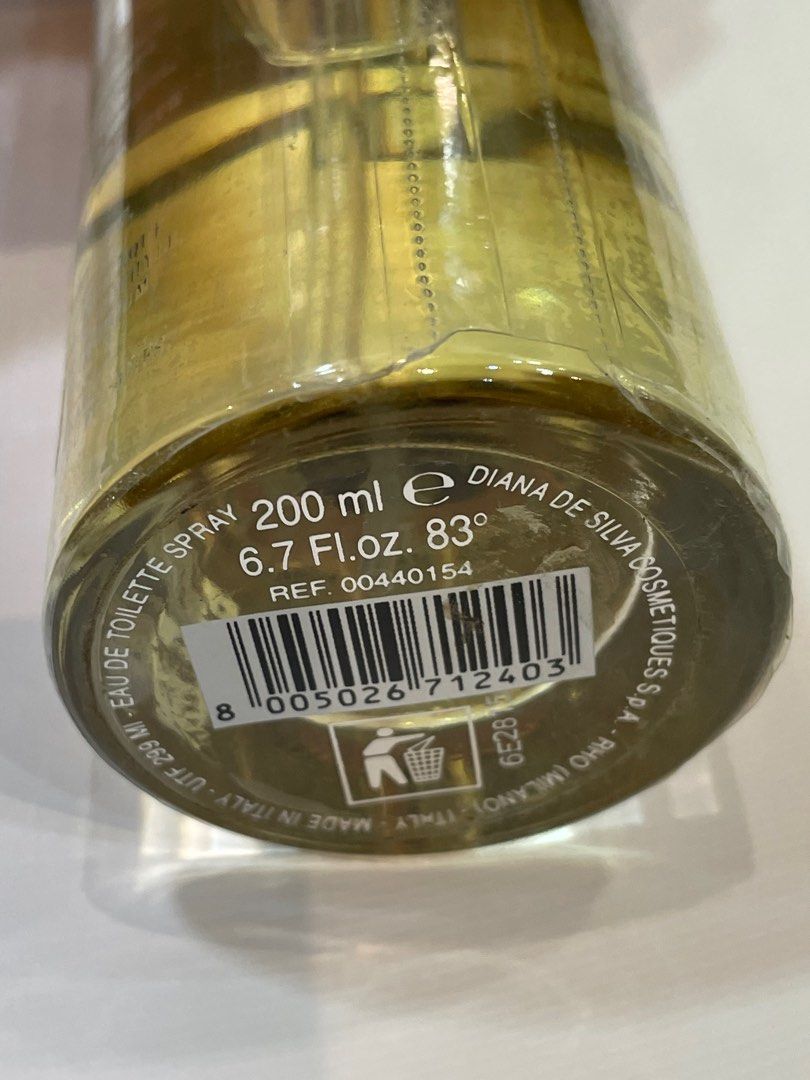 200 ml ℮
6.7 Fl.oz. 83°
REF. 00440154
8 005026 712403
6E28
DIANA DE SILVA COSMETIQUES S.p.A. - RHO (MILANO) - ITALY - MADE IN ITALY - UTF 299 MI - EAU DE TOILETTE SPRAY